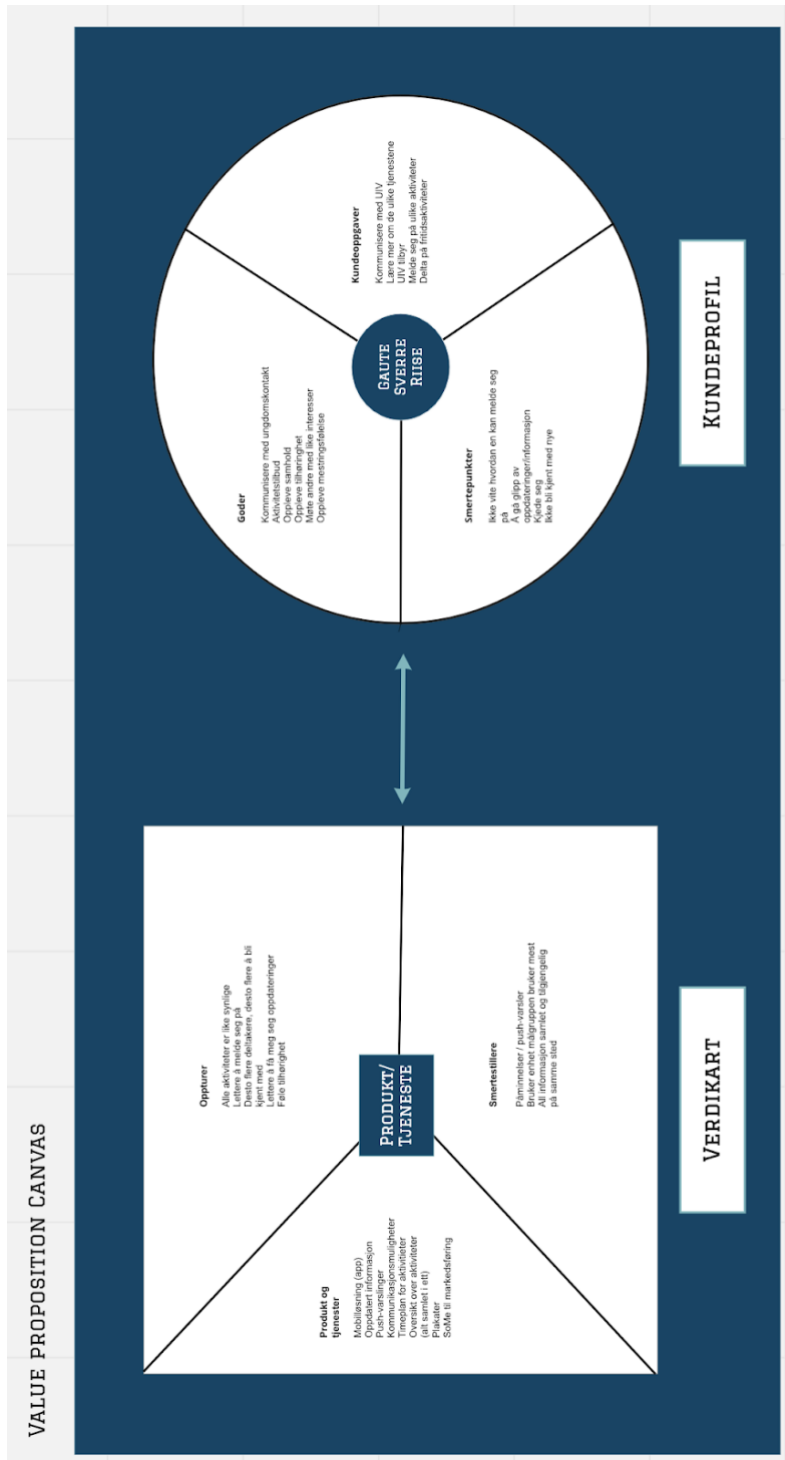 VALUE PROPOSITION CANVAS
Produkt og
tjenester
Mobilløsning (app)
Oppdatert informasjon
Push-varslinger
Kommunikasjonsmuligheter
Timeplan for aktivitieter
Oversikt over aktiviteter
(alt samlet i ett)
Plakater
SoMe til markedsføring
Oppturer
Alle aktiviteter er like synlige
Lettere å melde seg på
Desto flere deltakere, desto flere å bli
kjent med
Lettere å få meg seg oppdateringer
Føle tilhørighet
PRODUKT/
TJENESTE
Smertestillere
Påminnelser / push-varsler
Bruker enhet målgruppen bruker mest
All informasjon samlet og tilgjengelig
på samme sted
VERDIKART
Goder
Kommunisere med ungdomskontakt
Aktivitetstilbud
Oppleve samhold
Oppleve tilhøringhet
Møte andre med like interesser
Oppleve mestringsfølelse
Kundeoppgaver
Kommunisere med UIV
Lære mer om de ulike tjenestene
UIV tilbyr
Melde seg på ulike aktiviteter
Delta på fritidsaktiviteter
GAUTE
SVERRE
RIISE
Smertepunkter
Ikke vite hvordan en kan melde seg
på
Å gå glipp av
oppdateringer/informasjon
Kjede seg
Ikke bli kjent med nye
KUNDEPROFIL